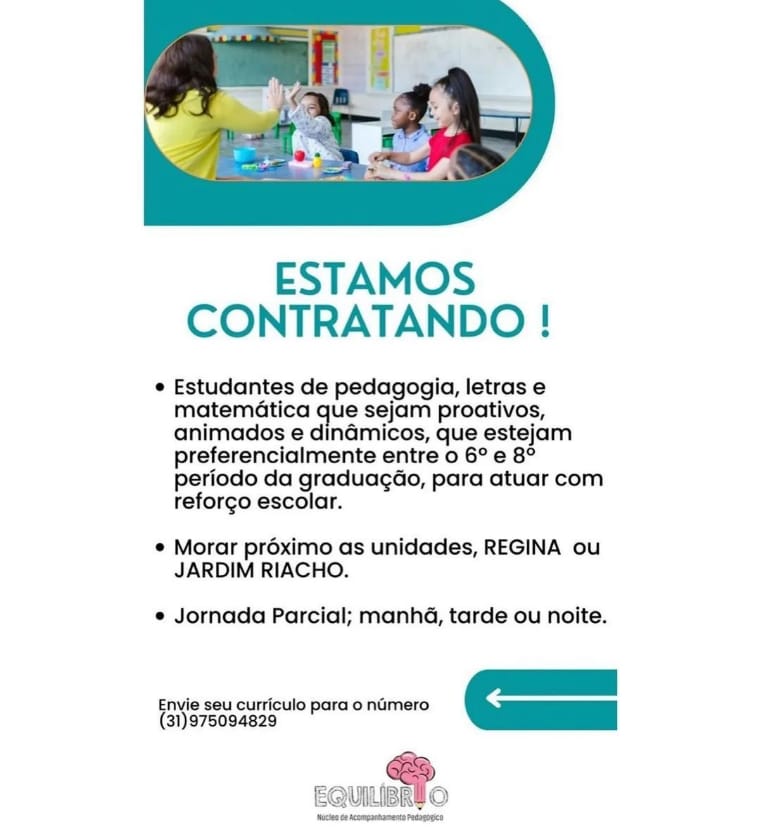 ESTAMOS
CONTRATANDO !
• Estudantes de pedagogia, letras e
matemática que sejam proativos,
animados e dinâmicos, que estejam
preferencialmente entre o 6º e 8º
período da graduação, para atuar com
reforço escolar.
• Morar próximo as unidades, REGINA ou
JARDIM RIACHO.
• Jornada Parcial; manhã, tarde ou noite.
Envie seu currículo para o número
(31)975094829
EQUILÍBRIO
Núcleo de Acompanhamento Pedagógico